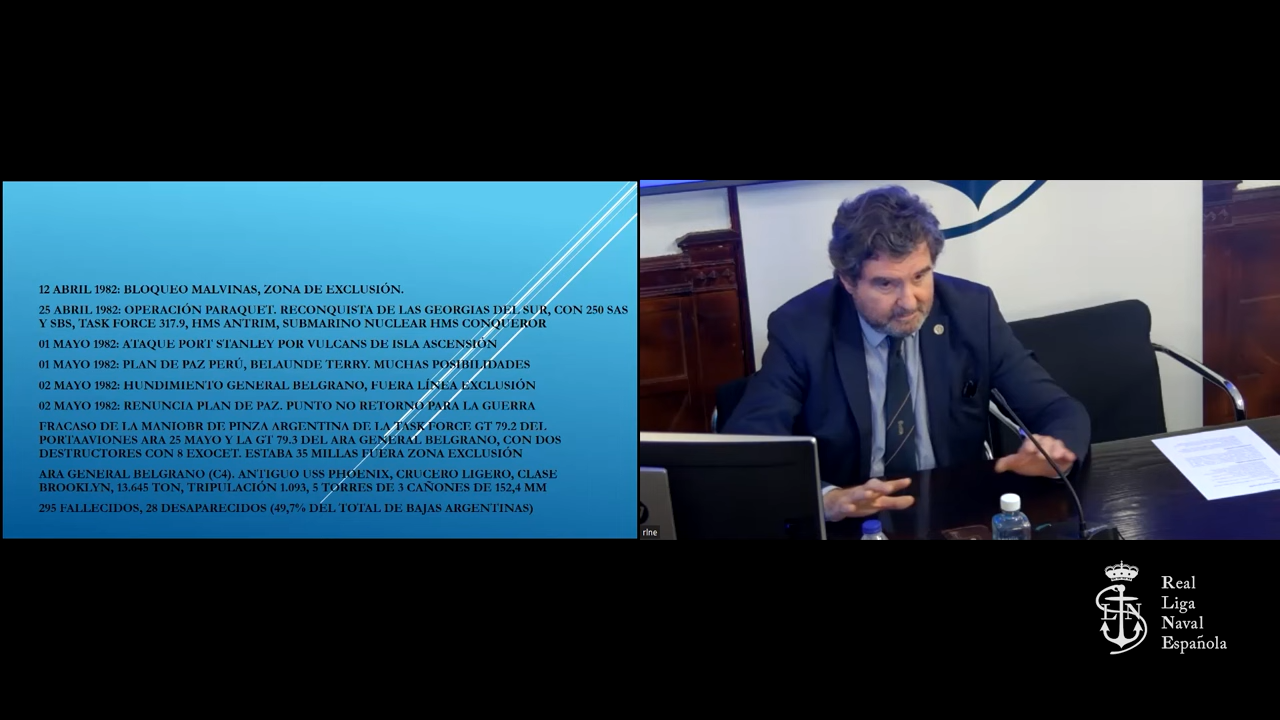 12 ABRIL 1982: BLOQUEO MALVINAS, ZONA DE EXCLUSIÓN.
25 ABRIL 1982: OPERACIÓN PARAQUET. RECONQUISTA DE LAS GEORGIAS DEL SUR, CON 250 SAS
Y SBS, TASK FORCE 317.9, HMS ANTRIM, SUBMARINO NUCLEAR HMS CONQUEROR
01 MAYO 1982: ATAQUE PORT STANLEY POR VULCANS DE ISLA ASCENSIÓN
01 MAYO 1982: PLAN DE PAZ PERÚ, BELAUNDE TERRY. MUCHAS POSIBILIDADES
02 MAYO 1982: HUNDIMIENTO GENERAL BELGRANO, FUERA LÍNEA EXCLUSIÓN
02 MAYO 1982: RENUNCIA PLAN DE PAZ. PUNTO NO RETORNO PARA LA GUERRA
FRACASO DE LA MANIOBR DE PINZA ARGENTINA DE LA TASK FORCE GT 79.2 DEL
PORTAAVIONES ARA 25 MAYO Y LA GT 79.3 DEL ARA GENERAL BELGRANO, CON DOS
DESTRUCTORES CON 8 EXOCET. ESTABA 35 MILLAS FUERA ZONA EXCLUSIÓN
ARA GENERAL BELGRANO (C4). ANTIGUO USS PHOENIX, CRUCERO LIGERO, CLASE
BROOKLYN, 13.645 TON, TRIPULACIÓN 1.093, 5 TORRES DE 3 CAÑONES DE 152,4 MM
295 FALLECIDOS, 28 DESAPARECIDOS (49,7% DEL TOTAL DE BAJAS ARGENTINAS)
rlne
LN
Real
Liga
Naval
Española